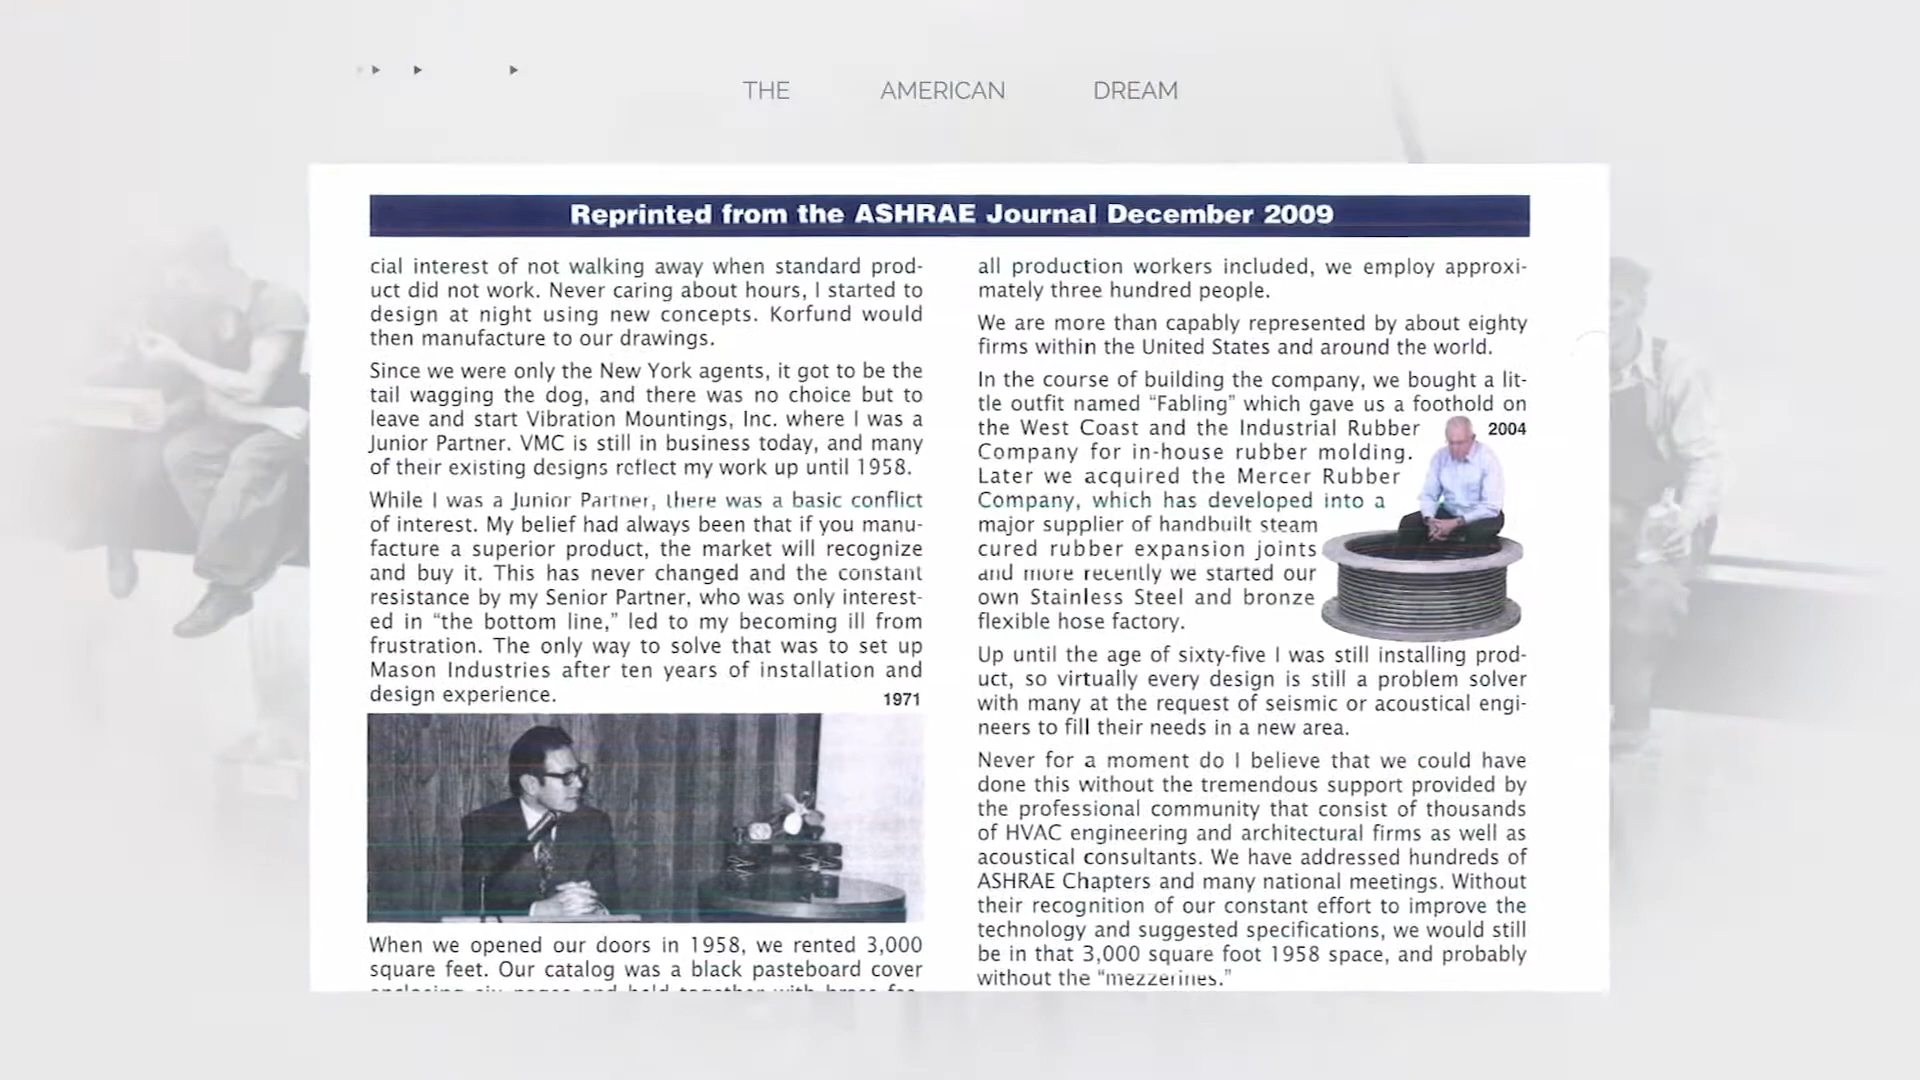 THE AMERICAN DREAM
Reprinted from the ASHRAE Journal December 2009
cial interest of not walking away when standard prod-
uct did not work. Never caring about hours, I started to
design at night using new concepts. Korfund would
then manufacture to our drawings.
Since we were only the New York agents, it got to be the
tail wagging the dog, and there was no choice but to
leave and start Vibration Mountings, Inc. where I was a
Junior Partner. VMC is still in business today, and many
of their existing designs reflect my work up until 1958.
While I was a Junior Partner, there was a basic conflict
of interest. My belief had always been that if you manu-
facture a superior product, the market will recognize
and buy it. This has never changed and the constant
resistance by my Senior Partner, who was only interest-
ed in “the bottom line,” led to my becoming ill from
frustration. The only way to solve that was to set up
Mason Industries after ten years of installation and
design experience.
1971
When we opened our doors in 1958, we rented 3,000
square feet. Our catalog was a black pasteboard cover
all production workers included, we employ approxi-
mately three hundred people.
We are more than capably represented by about eighty
firms within the United States and around the world.
In the course of building the company, we bought a lit-
tle outfit named “Fabling” which gave us a foothold on
the West Coast and the Industrial Rubber
2004
Company for in-house rubber molding.
Later we acquired the Mercer Rubber
Company, which has developed into a
major supplier of handbuilt steam
cured rubber expansion joints
and more recently we started our
own Stainless Steel and bronze
flexible hose factory.
Up until the age of sixty-five I was still installing prod-
uct, so virtually every design is still a problem solver
with many at the request of seismic or acoustical engi-
neers to fill their needs in a new area.
Never for a moment do I believe that we could have
done this without the tremendous support provided by
the professional community that consist of thousands
of HVAC engineering and architectural firms as well as
acoustical consultants. We have addressed hundreds of
ASHRAE Chapters and many national meetings. Without
their recognition of our constant effort to improve the
technology and suggested specifications, we would still
be in that 3,000 square foot 1958 space, and probably
without the “mezzerines.”